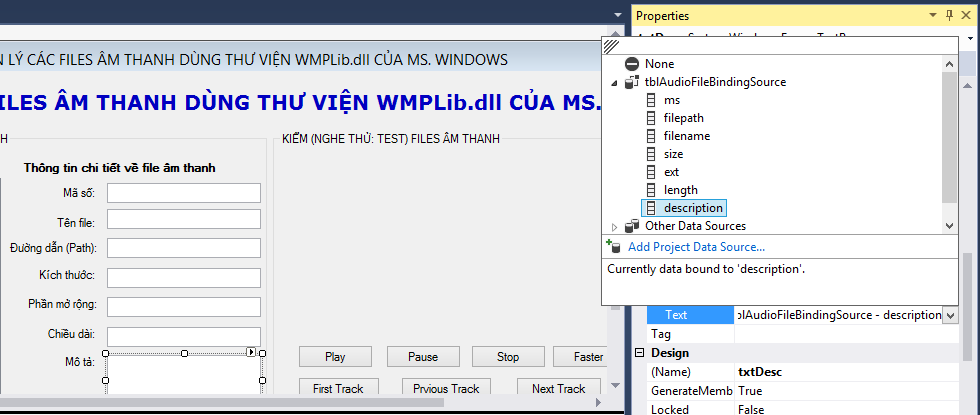 Properties
N LÝ CÁC FILES ÂM THANH DÙNG THƯ VIỆN WMPLib.dll CỦA MS. WINDOWS
None
tblAudioFileBindingSource
ms
filepath
filename
size
ext
length
description
Other Data Sources
Add Project Data Source...
Currently data bound to 'description'.
ILES ÂM THANH DÙNG THƯ VIỆN WMPLib.dll CỦA MS.
H
KIỂM (NGHE THỬ: TEST) FILES ÂM THANH
Thông tin chi tiết về file âm thanh
Mã số:
Tên file:
Đường dẫn (Path):
Kích thước:
Phần mở rộng:
Chiều dài:
Mô tả:
Play
Pause
Stop
Faster
First Track
Prvious Track
Next Track
Text
blAudioFileBindingSource - description
Tag
Design
(Name)
txtDesc
GenerateMemb
True
Locked
False